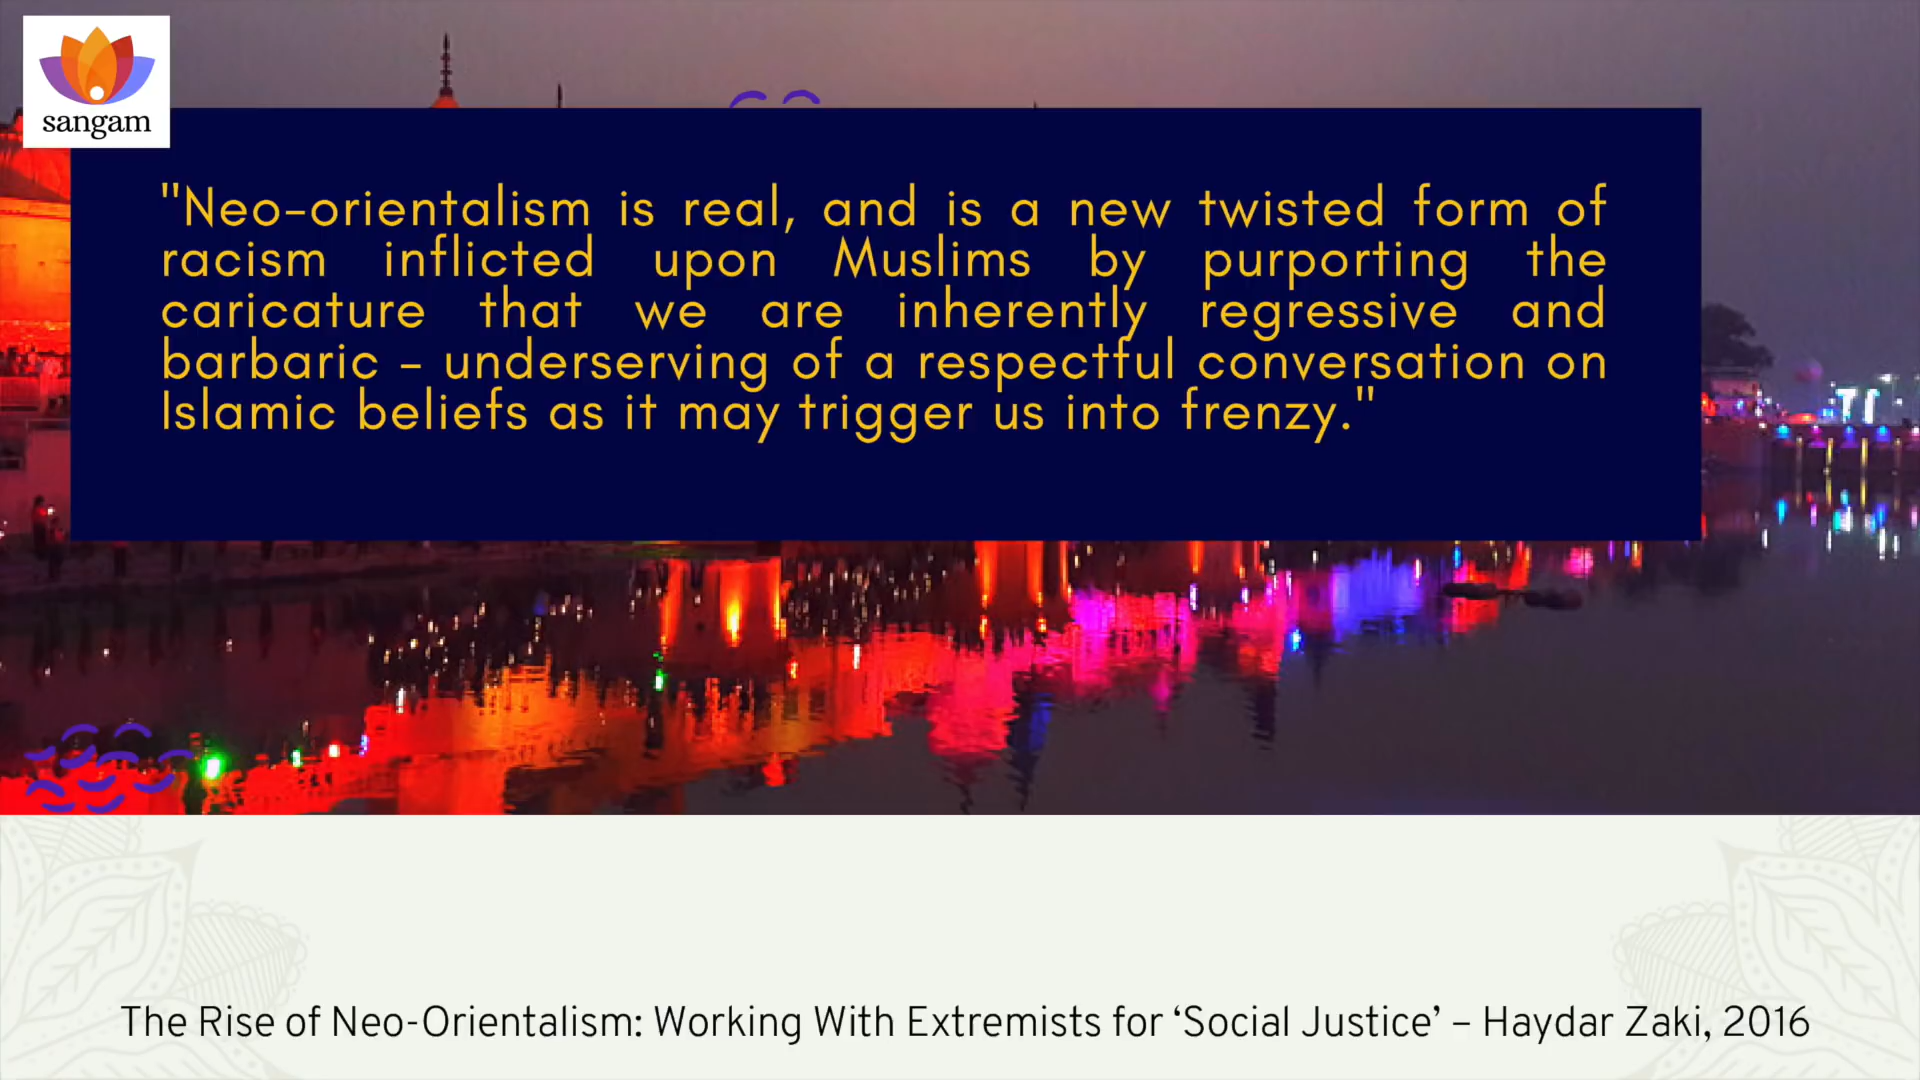 sangam
"Neo-orientalism is real, and is a new twisted form of
racism inflicted upon Muslims by purporting the
caricature that we are inherently regressive and
barbaric - underserving of a respectful conversation on
Islamic beliefs as it may trigger us into frenzy."
The Rise of Neo-Orientalism: Working With Extremists for ‘Social Justice’ – Haydar Zaki, 2016